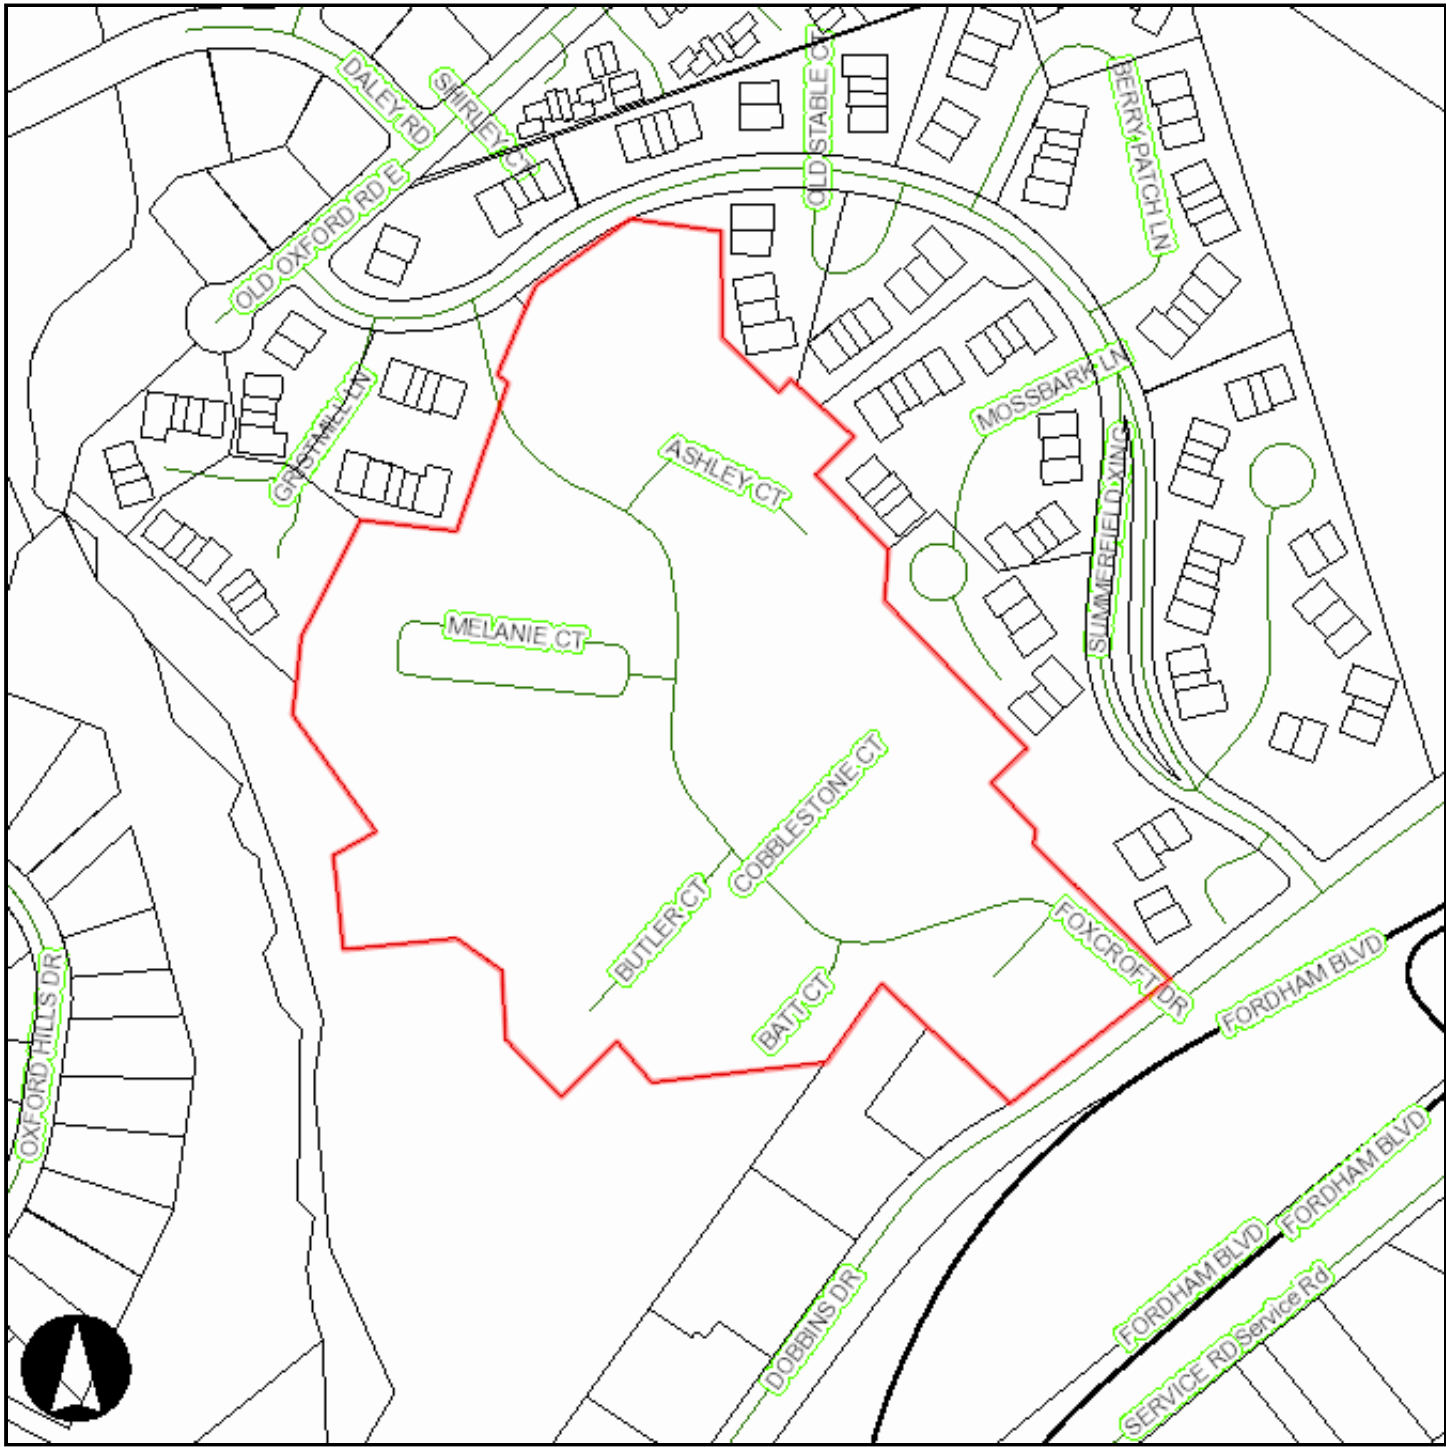 DALEY RD
SHIRLEY CT
OLD STABLE CT
BERRY PATCH LN
OLD OXFORD RD E
GRISTMILL LN
MOSSBARK LN
ASHLEY CT
SUMMERFIELD XING
MELANIE CT
COBBLESTONE CT
BUTLER CT
FOXCROFT DR
BATT CT
FORDHAM BLVD
OXFORD HILLS DR
FORDHAM BLVD
FORDHAM BLVD
DOBBINS DR
SERVICE RD Service Rd